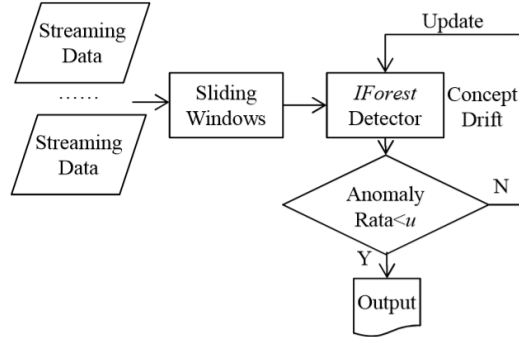 Streaming
Data
......
Streaming
Data
Sliding
Windows
Update
IForest
Detector
Concept
Drift
Anomaly
Rata<u
N
Y
Output